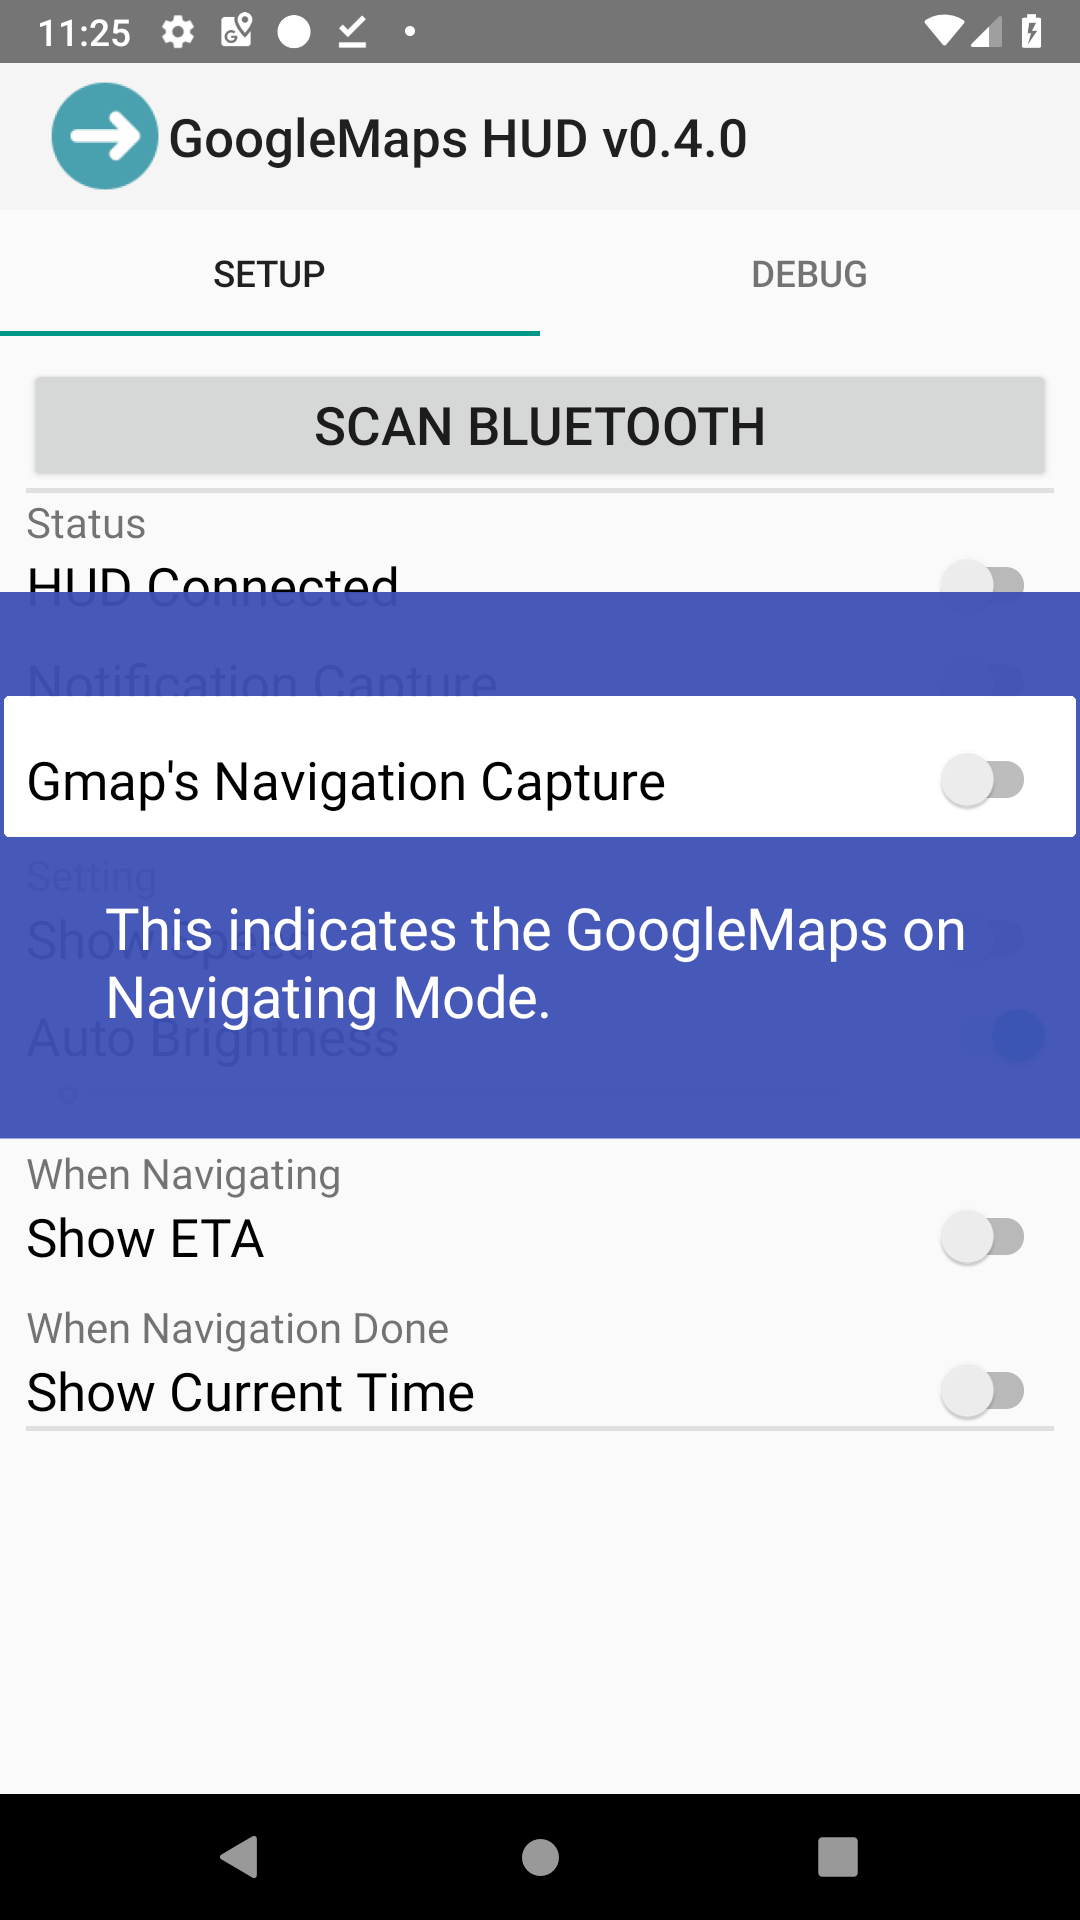 11:25
GoogleMaps HUD v0.4.0
SETUP
DEBUG
SCAN BLUETOOTH
Status
HUD Connected
Notification Capture
Gmap's Navigation Capture
Setting
Show Speed
This indicates the GoogleMaps on
Navigating Mode.
Auto Brightness
When Navigating
Show ETA
When Navigation Done
Show Current Time